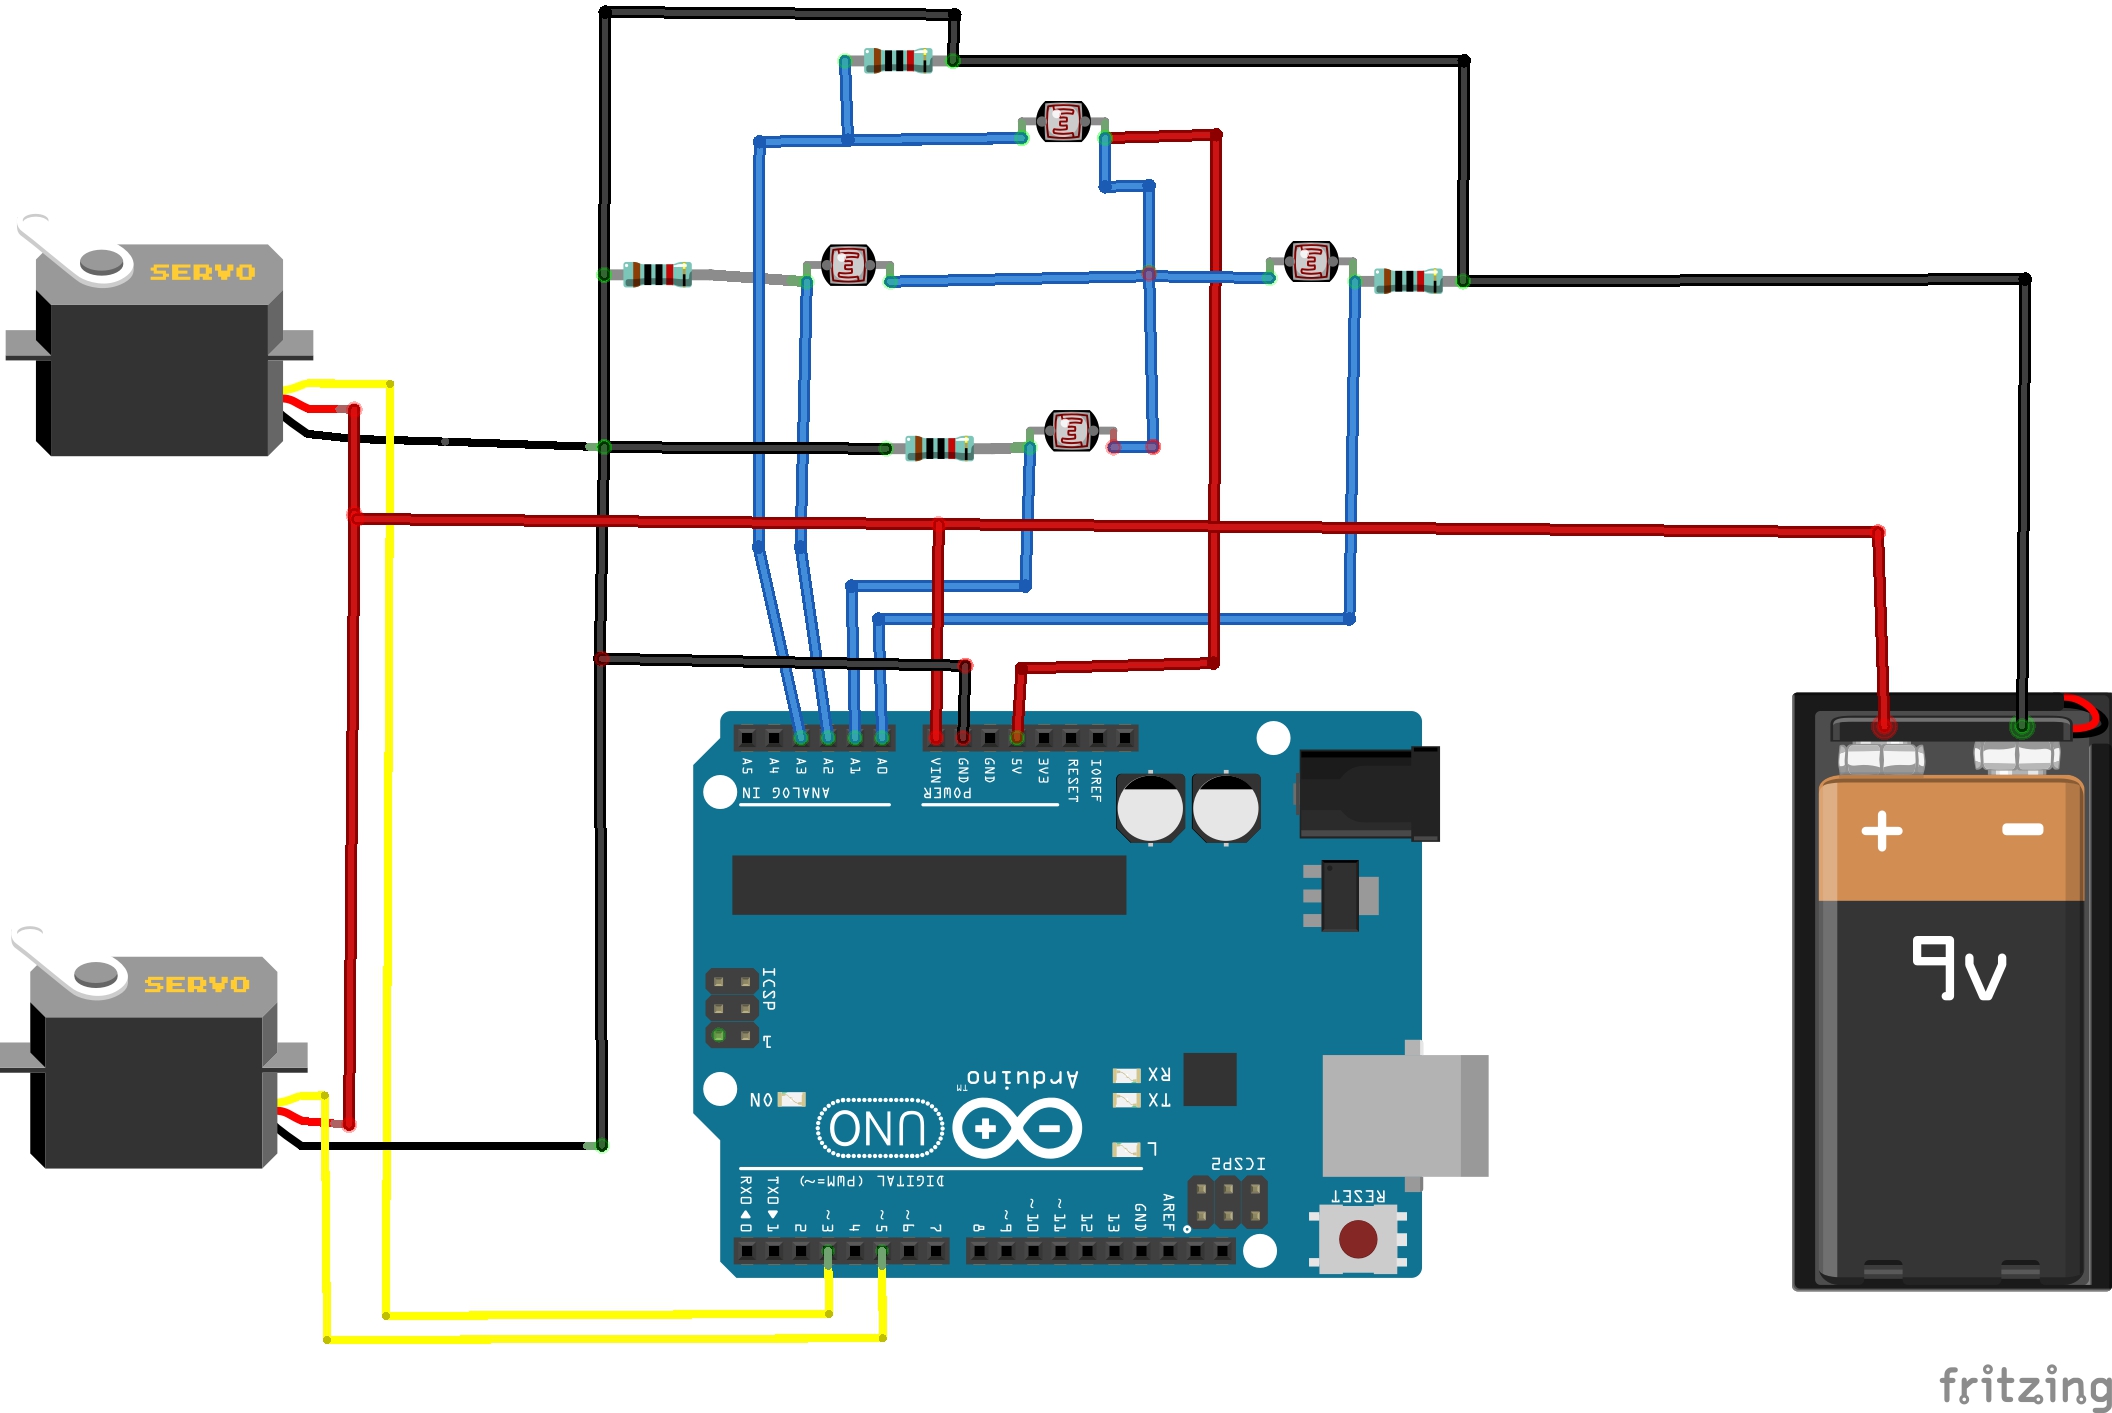 SERVO
A5 A4 A3 A2 A1 A0
VIN GND GND 5V 3V3 RESET IOREF
ANALOG IN
POWER
+ -
9V
SERVO
ICSP
1
Arduino
TM
RX
TX
ON
UNO
L
ICSP2
DIGITAL (PWM=~)
RESET
RX0 TX0
0 1 2 ~3 4 ~5 ~6 7 8 ~9 ~10 ~11 12 13 GND AREF
fritzing